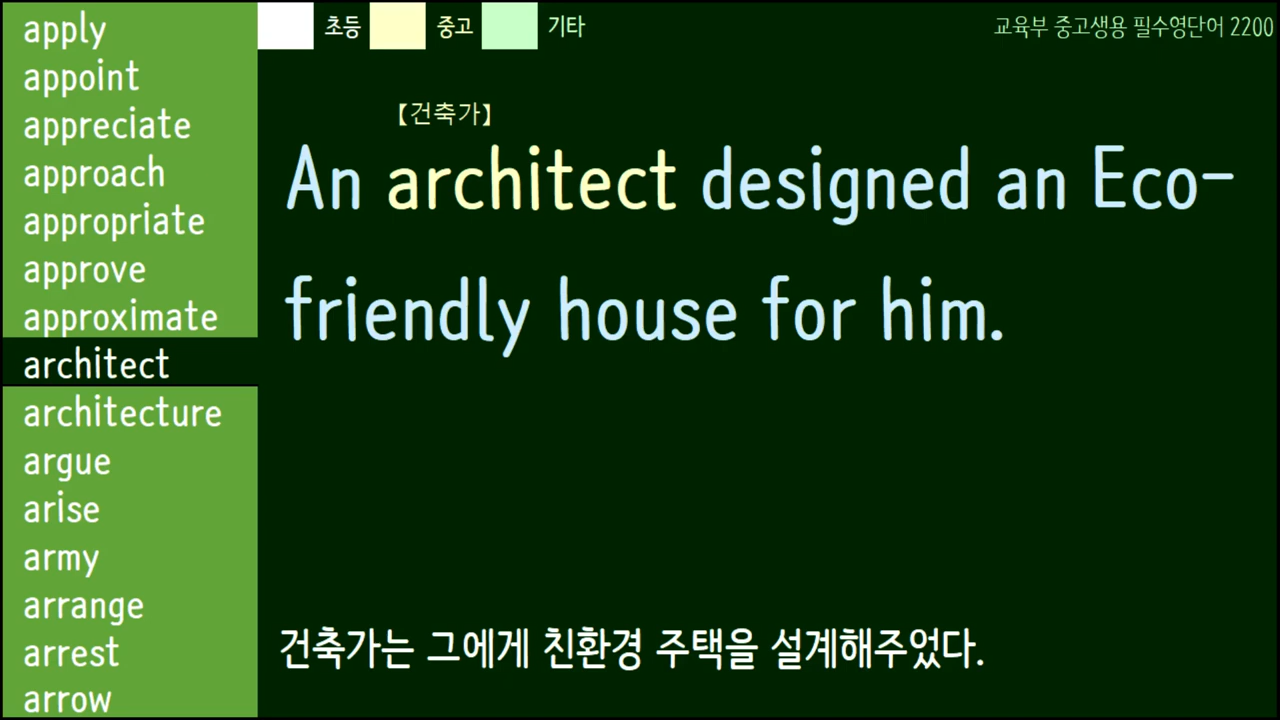 apply
appoint
appreciate
approach
appropriate
approve
approximate
architect
architecture
argue
arise
army
arrange
arrest
arrow
초등 중고 기타
교육부 중고생용 필수영단어 2200
【건축가】
An architect designed an Eco-
friendly house for him.
건축가는 그에게 친환경 주택을 설계해주었다.